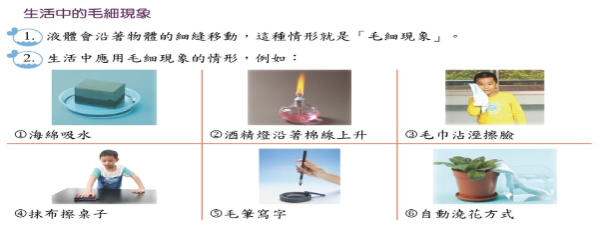 生活中的毛細現象
1. 液體會沿著物體的細縫移動，這種情形就是「毛細現象」。
2. 生活中應用毛細現象的情形，例如：
①海綿吸水
②酒精燈沿著棉線上升
③毛巾沾溼擦臉
④抹布擦桌子
⑤毛筆寫字
⑥自動澆花方式